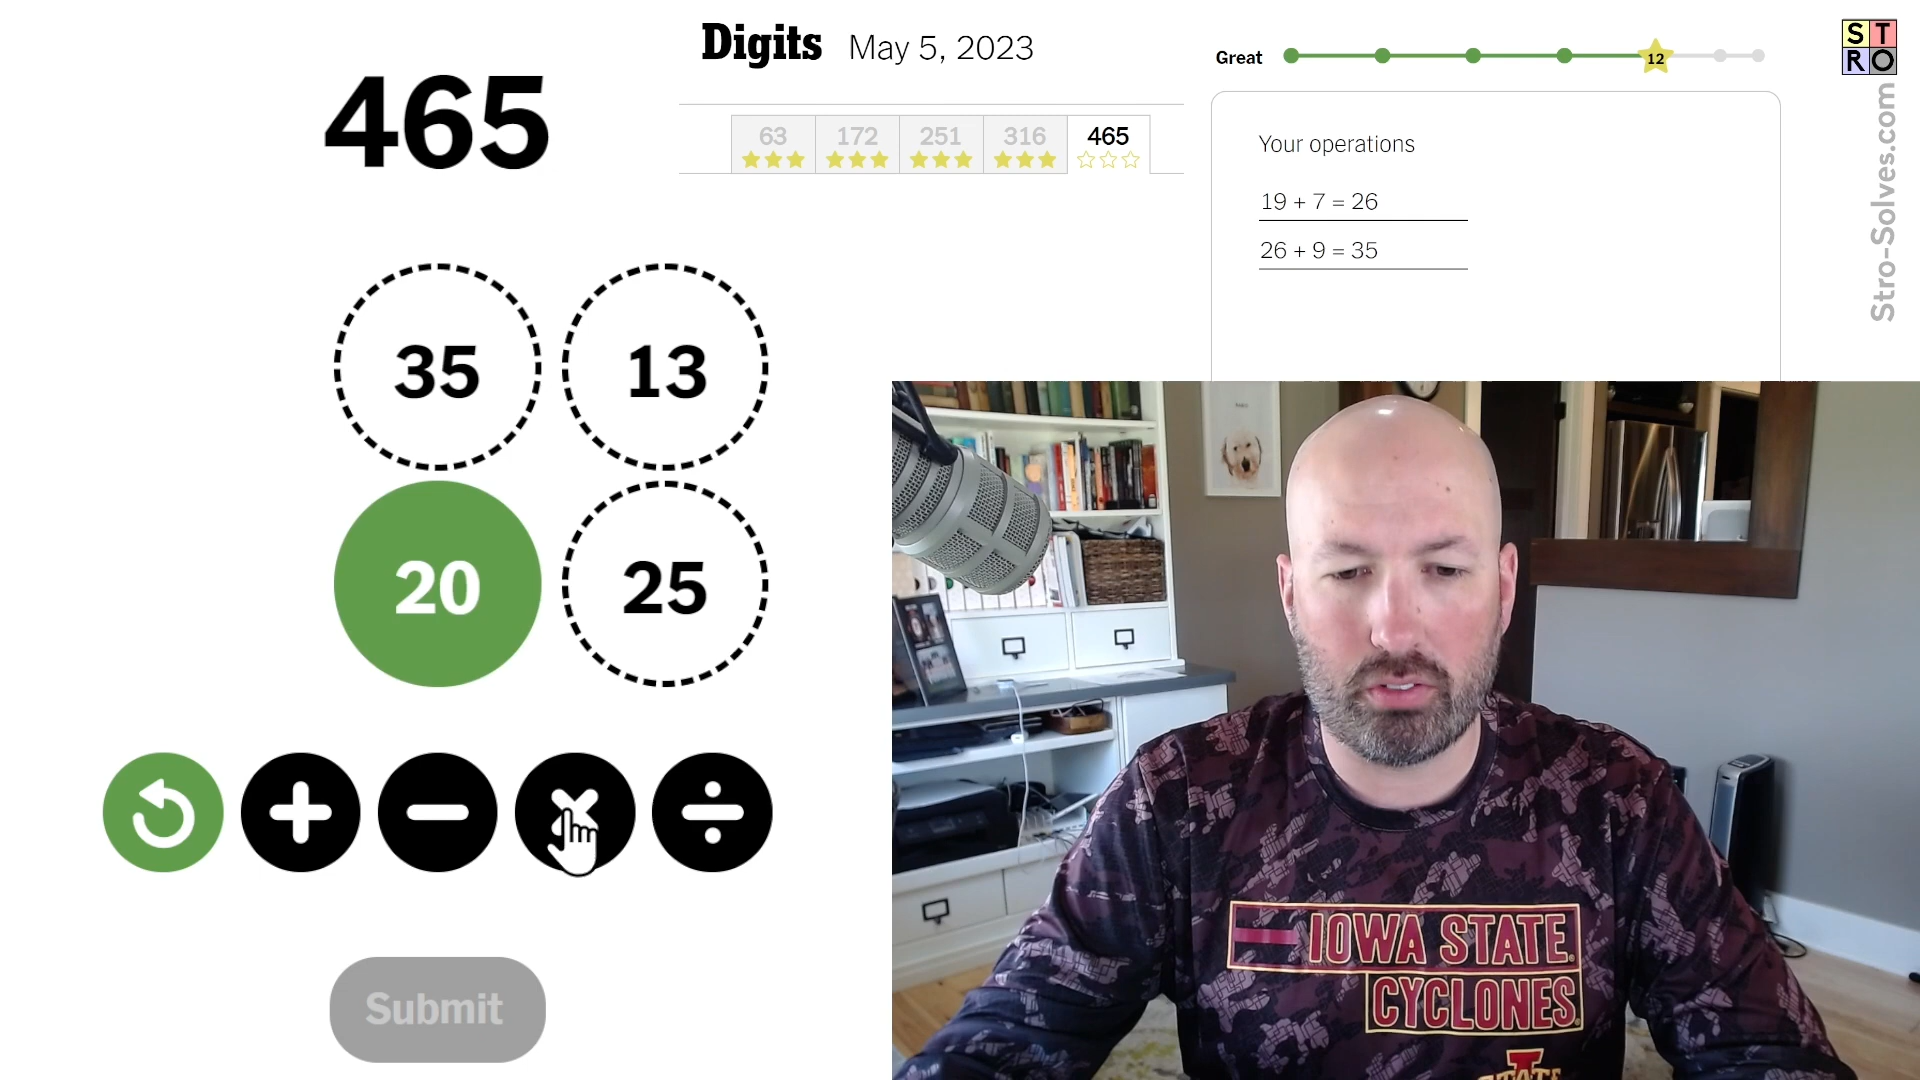 Digits May 5, 2023
465
63 172 251 316 465
35
13
20
25
Submit
Great
12
Your operations
19 + 7 = 26
26 + 9 = 35
S T
R O
Stro-Solves.com
IOWA STATE
CYCLONES
I
STATE